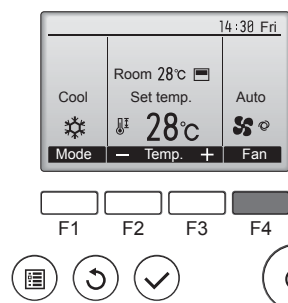 14:30 Fri
Room 28°C
Cool Set temp. Auto
28°C
Mode − Temp. + Fan
F1 F2 F3 F4